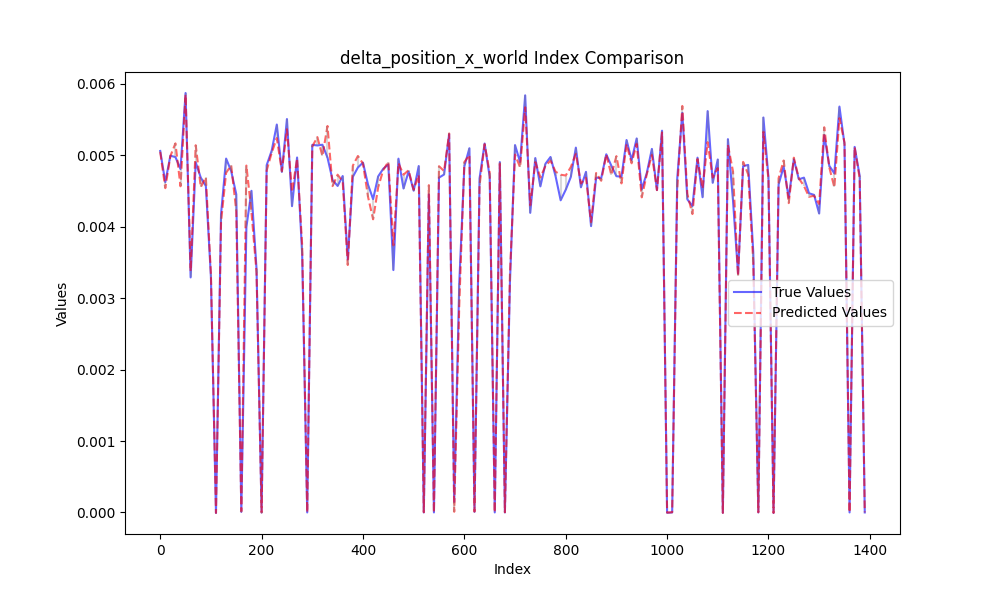 delta_position_x_world Index Comparison
0.006
0.005
0.004
0.003
0.002
0.001
0.000
Values
True Values
Predicted Values
0 200 400 600 800 1000 1200 1400
Index